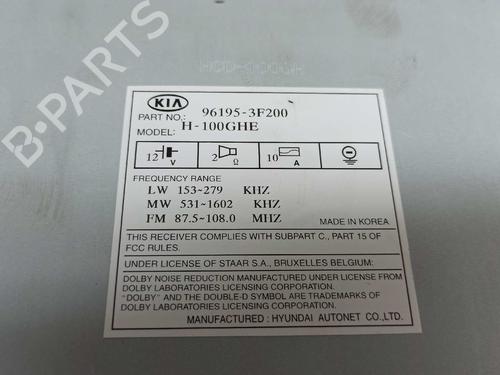 KIA
PART NO.: 96195-3F200
MODEL: H-100GHE
12 V 2 Ω 10 A
FREQUENCY RANGE
LW 153~279 KHZ
MW 531~1602 KHZ
FM 87.5~108.0 MHZ
MADE IN KOREA
THIS RECEIVER COMPLIES WITH SUBPART C., PART 15 OF
FCC RULES.
UNDER LICENSE OF STAAR S.A., BRUXELLES BELGIUM:
DOLBY NOISE REDUCTION MANUFACTURED UNDER LICENSE FROM
DOLBY LABORATORIES LICENSING CORPORATION.
"DOLBY" AND THE DOUBLE-D SYMBOL ARE TRADEMARKS OF
DOLBY LABORATORIES LICENSING CORPORATION.
MANUFACTURED : HYUNDAI AUTONET CO.,LTD.